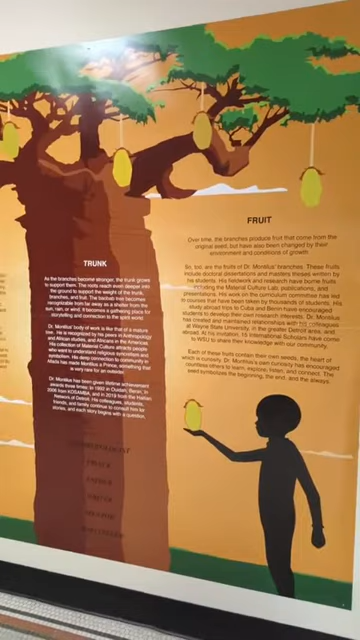 TRUNK
As the branches become stronger, the trunk grows
to support them. The roots reach even deeper into
the ground to support the weight of the trunk,
branches, and fruit. The baobab tree becomes
recognizable from far away as a shelter from the
sun, rain, or wind. It becomes a gathering place for
storytelling and connection to the spirit world.
Dr. Montilus' body of work is like that of a mature
tree. He is recognized by his peers in Anthropology
and African studies, and Africans in the Americas.
His collection of Material Culture attracts many
who want to understand religious syncretism and
symbolism. His deep connection to community in
Allada has made him a Prince, something that
is very rare for an outsider.
Dr. Montilus has been given lifetime achievement
awards three times: in 1993 in Ouidah, Benin, in
2006 from KOSANBA, and in 2019 from the Haitian
Network of Detroit. His colleagues, students,
friends, and family continue to consult him for
stories, and each story begins with a question.
FRUIT
Over time, the branches produce fruit that come from the
original seed, but have also been changed by their
environment and conditions of growth.
So, too, are the fruits of Dr. Montilus' branches. These fruits
include doctoral dissertations and masters theses written by
his students. His fieldwork and research have borne fruits
including the Material Culture Lab, publications, and
presentations. His work on the curriculum committee has led
to courses that have been taken by thousands of students. His
study abroad trips to Cuba and Benin have encouraged
students to develop their own research interests. Dr. Montilus
has created and maintained relationships with his colleagues
at Wayne State University, in the greater Detroit area, and
abroad. At his invitation, 15 International Scholars have come
to WSU to share their knowledge with our community.
Each of these fruits contain their own seeds, the heart of
which is curiosity. Dr. Montilus's own curiosity has encouraged
countless others to learn, explore, listen, and connect. The
seed symbolizes the beginning, the end, and the always.